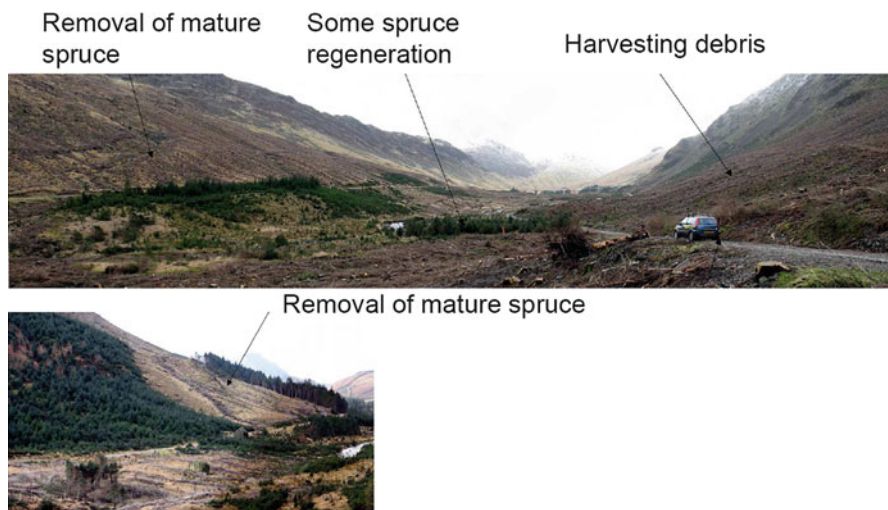 Removal of mature
spruce
Some spruce
regeneration
Harvesting debris
Removal of mature spruce